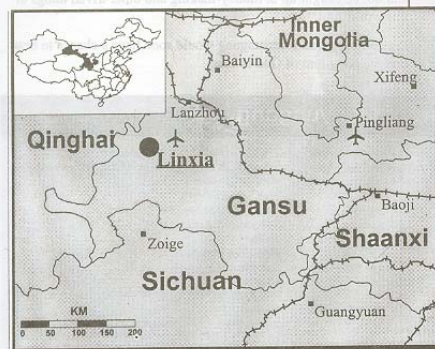 Inner
Mongolia
Baiyin
Xifeng
Lanzhou
Pingliang
Qinghai
Linxia
Gansu
Baoji
Shaanxi
Zoige
Sichuan
Guangyuan
KM
0 50 100 150 200